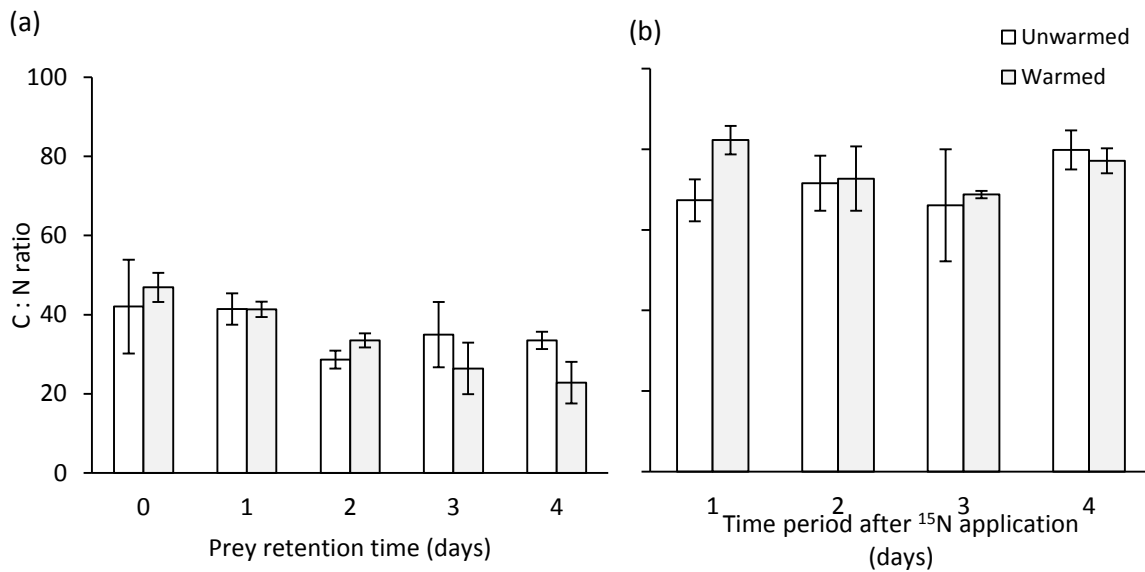 (a)
100
80
60
40
20
0
C : N ratio
0 1 2 3 4
Prey retention time (days)
(b)
Unwarmed
Warmed
1 2 3 4
Time period after ¹⁵N application
(days)